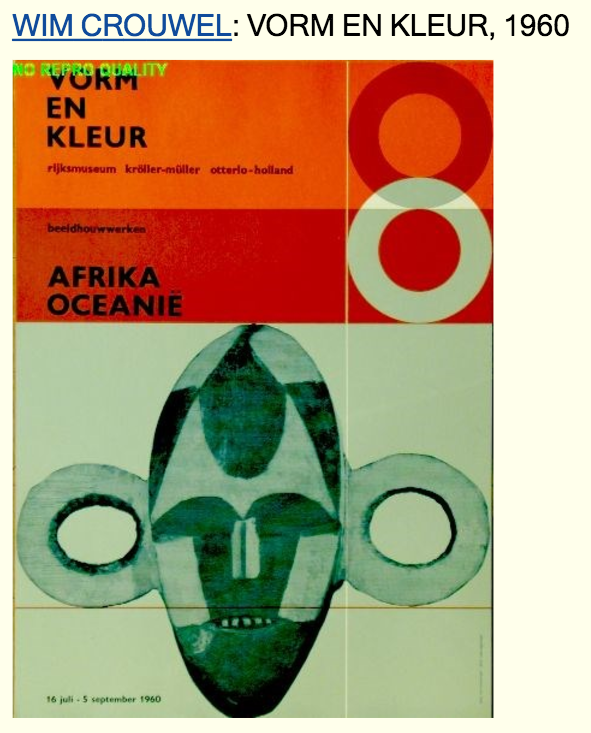 WIM CROUWEL: VORM EN KLEUR, 1960
NO REPRO QUALITY
VORM
EN
KLEUR
rijksmuseum kröller-müller otterlo-holland
beeldhouwwerken
AFRIKA
OCEANIË
16 juli - 5 september 1960